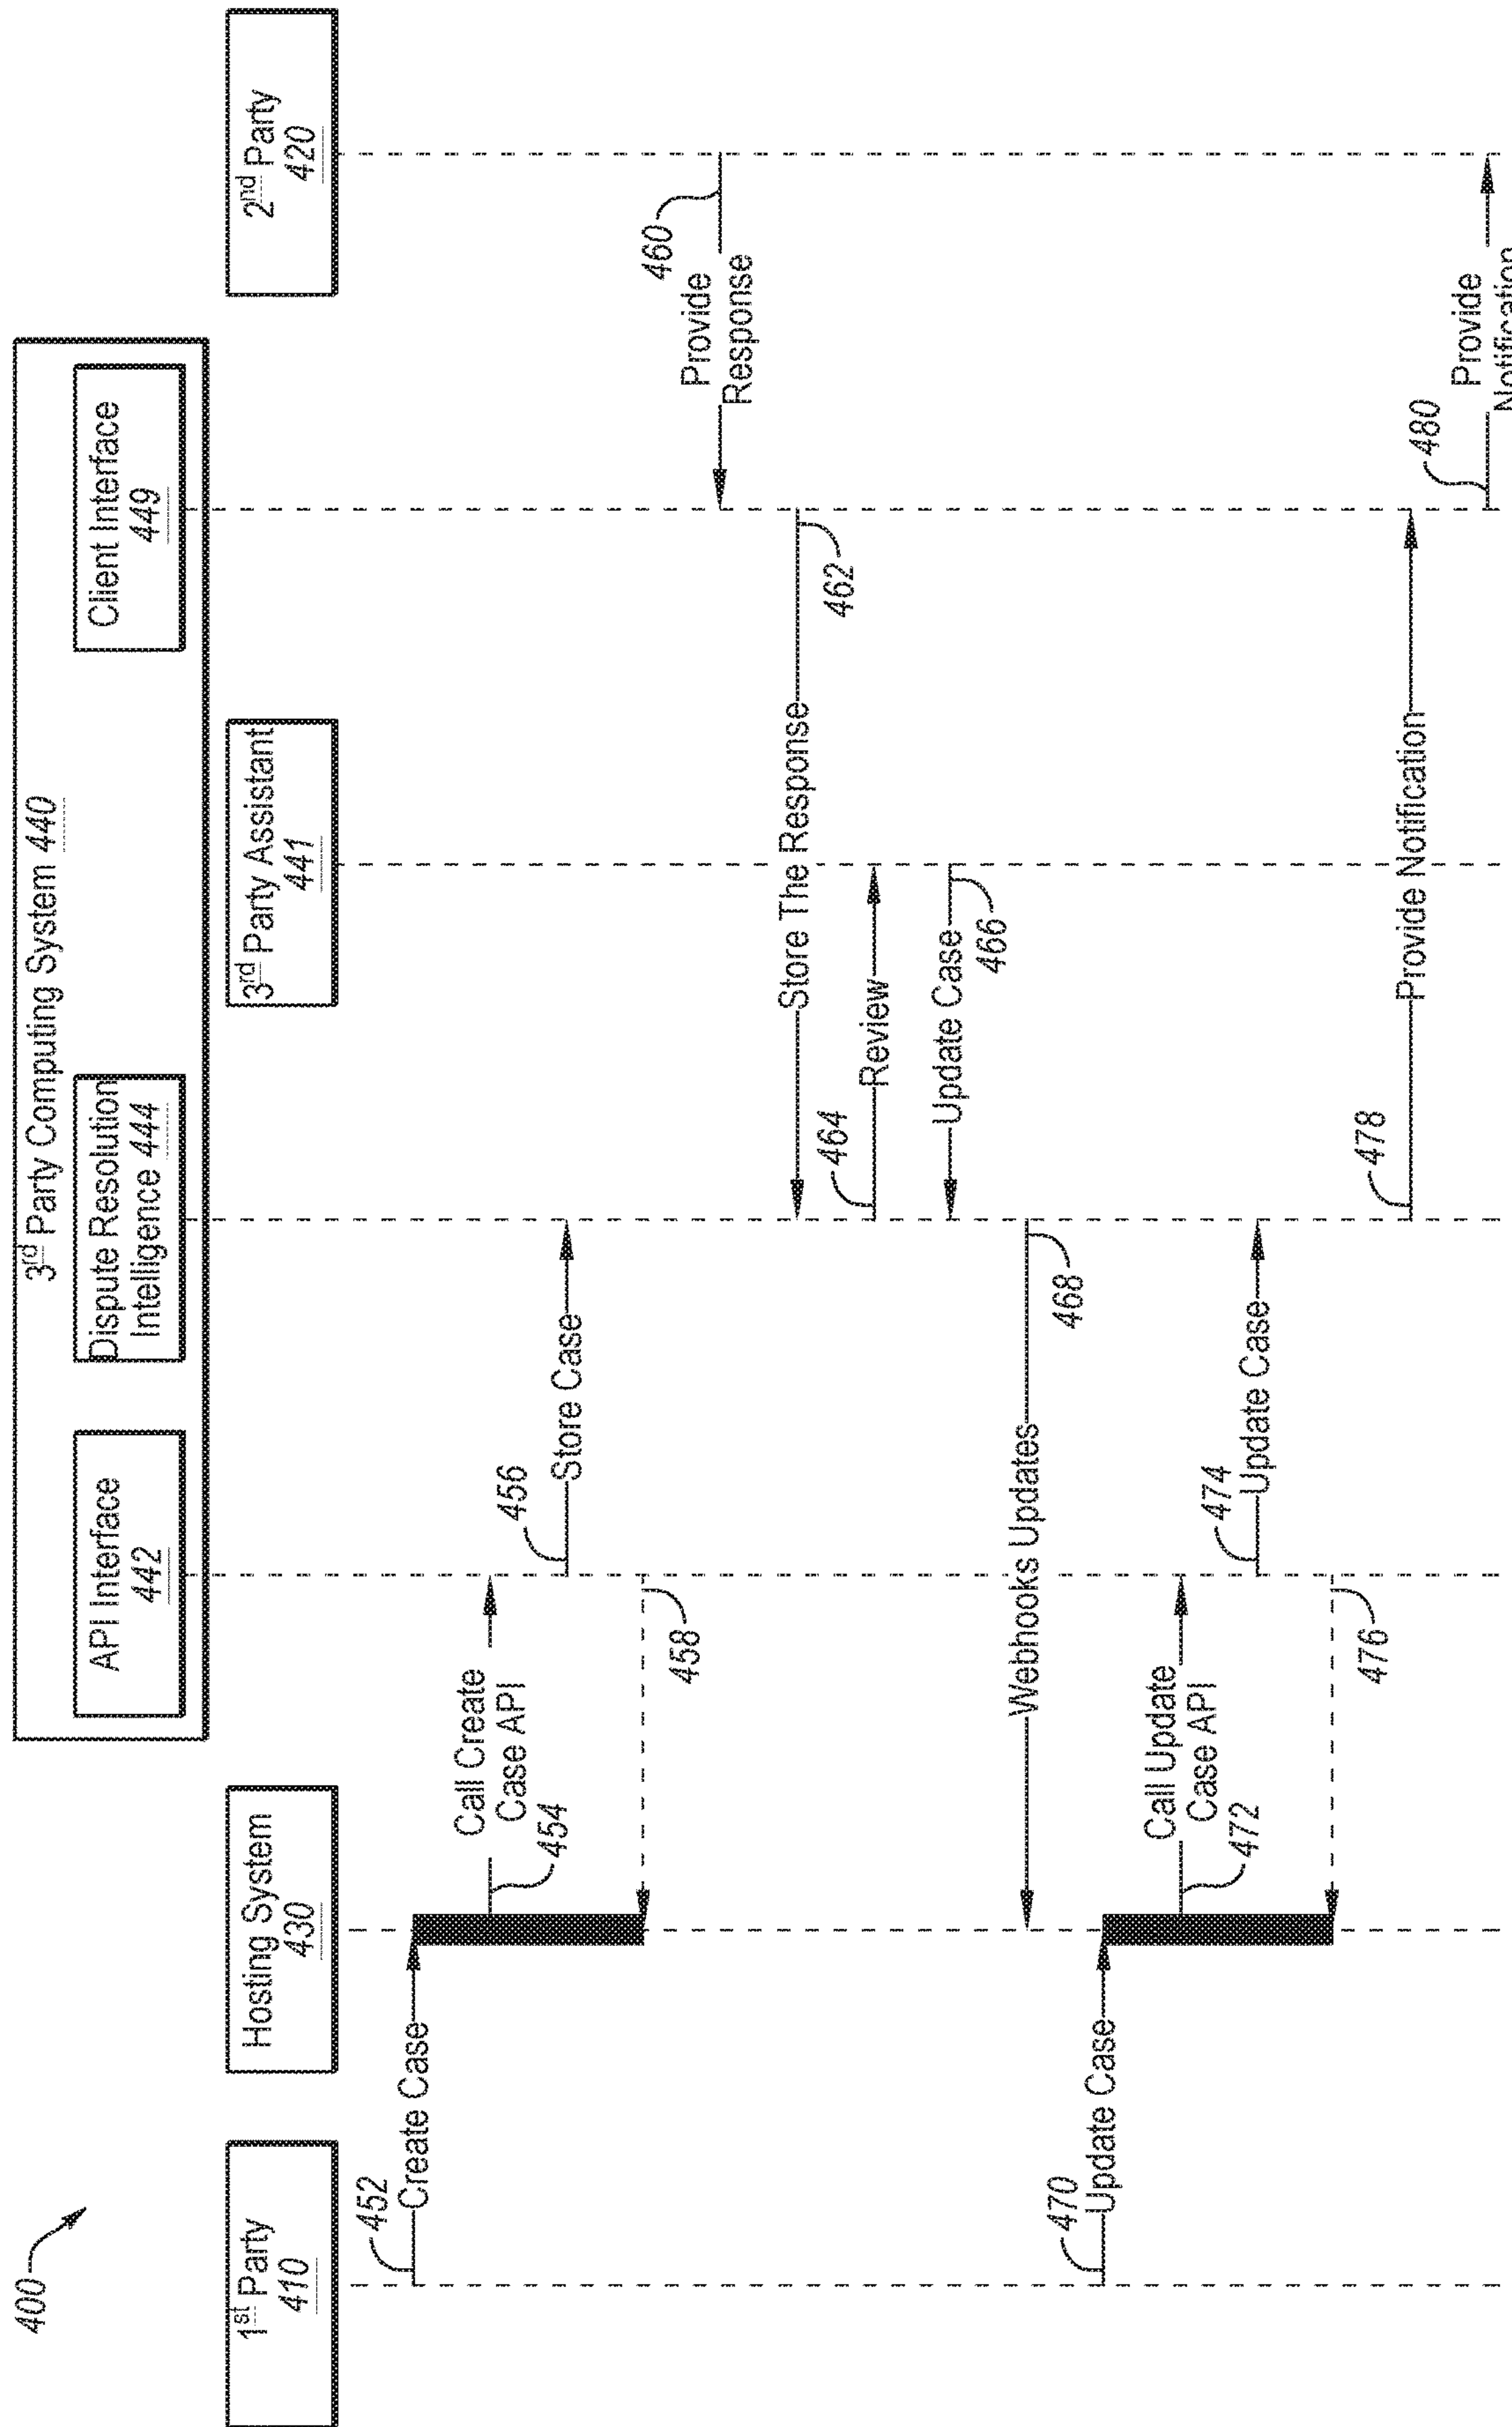 400
3rd Party Computing System 440
API Interface
442
Dispute Resolution
Intelligence 444
Client Interface
449
1st Party
410
Hosting System
430
3rd Party Assistant
441
2nd Party
420
452
Create Case
Call Create
Case API
454
456
Store Case
458
460
Provide
Response
Store The Response
462
464
Review
Update Case
466
Webhooks Updates
468
470
Update Case
Call Update
Case API
472
474
Update Case
476
478
Provide Notification
480
Provide
Notification